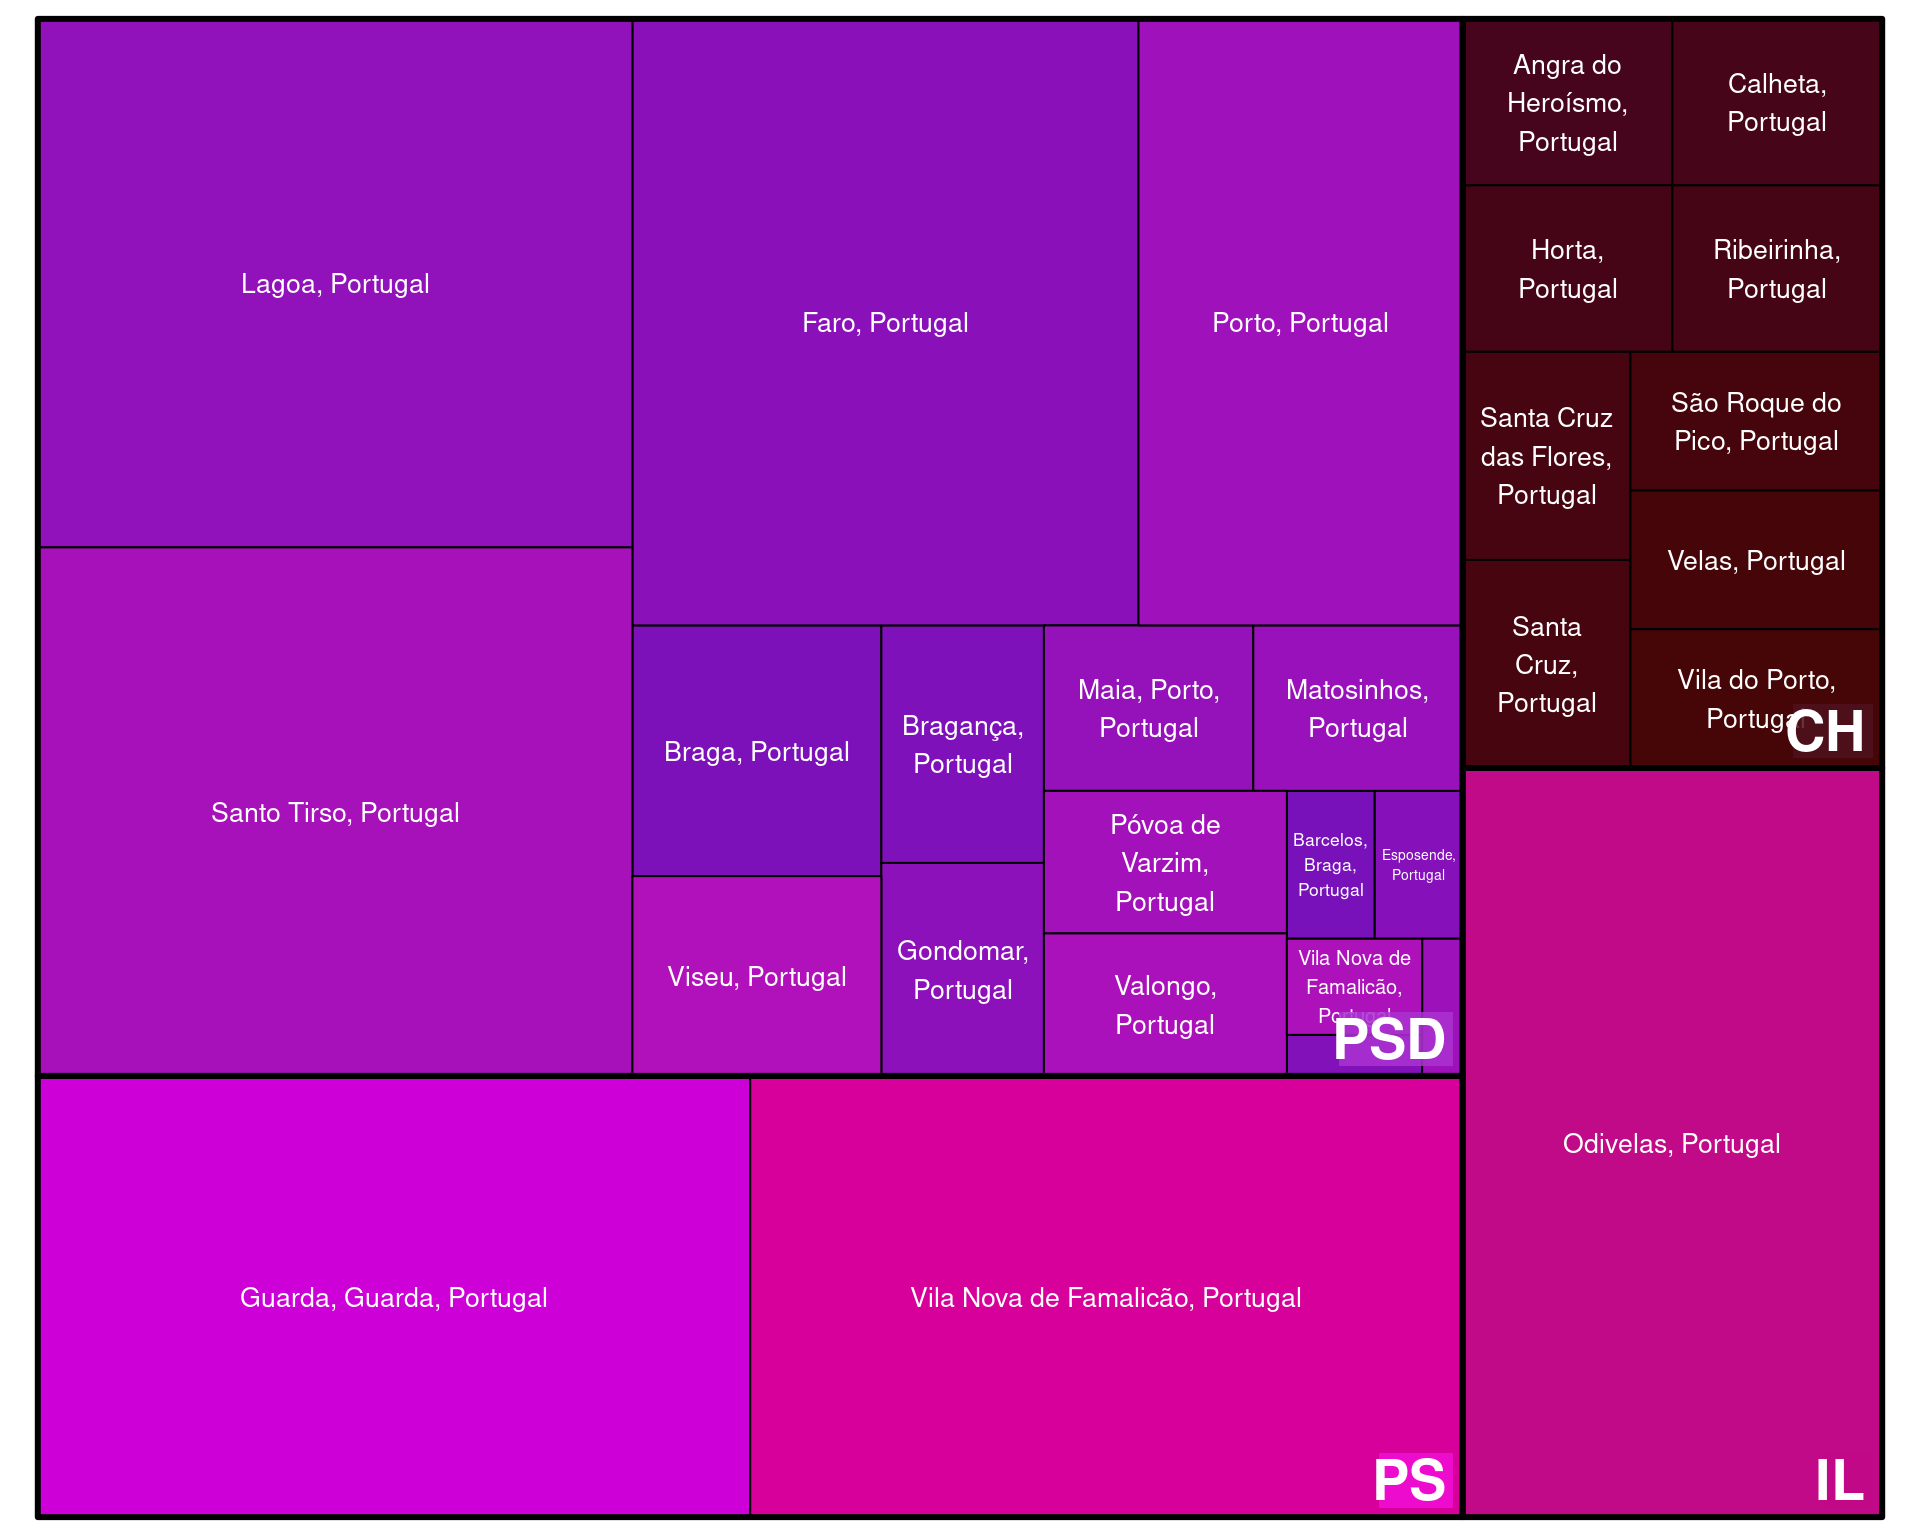 Lagoa, Portugal
Faro, Portugal
Porto, Portugal
Santo Tirso, Portugal
Braga, Portugal
Bragança,
Portugal
Maia, Porto,
Portugal
Matosinhos,
Portugal
Viseu, Portugal
Gondomar,
Portugal
Póvoa de
Varzim,
Portugal
Valongo,
Portugal
Barcelos,
Braga,
Portugal
Esposende,
Portugal
Vila Nova de
Famalicão,
Portugal
PSD
Angra do
Heroísmo,
Portugal
Calheta,
Portugal
Horta,
Portugal
Ribeirinha,
Portugal
Santa Cruz
das Flores,
Portugal
São Roque do
Pico, Portugal
Velas, Portugal
Santa
Cruz,
Portugal
Vila do Porto,
Portugal
CH
Guarda, Guarda, Portugal
Vila Nova de Famalicão, Portugal
PS
Odivelas, Portugal
IL